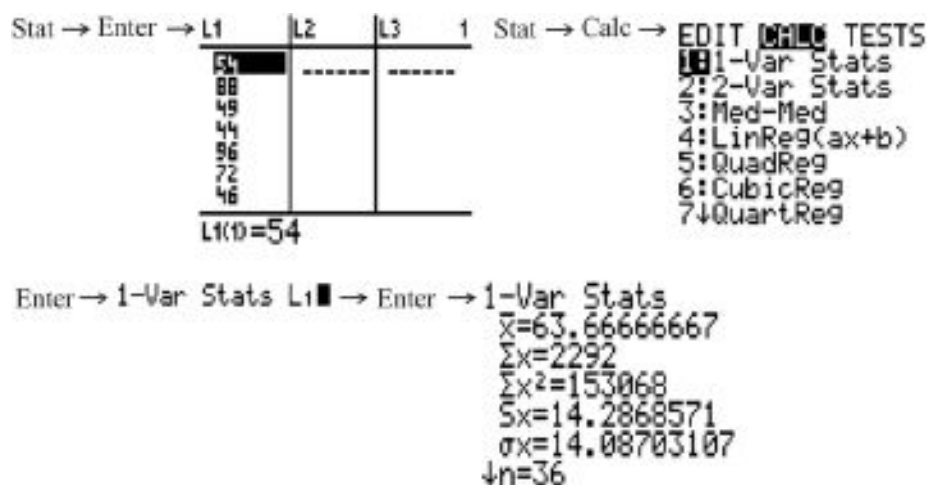 Stat → Enter → L1 L2 L3 1
54
88
49
44
96
72
46
L1(1)=54
Stat → Calc → EDIT CALC TESTS
1:1-Var Stats
2:2-Var Stats
3:Med-Med
4:LinReg(ax+b)
5:QuadReg
6:CubicReg
7↓QuartReg
Enter → 1-Var Stats L1 → Enter → 1-Var Stats
x̄=63.66666667
Σx=2292
Σx²=153068
Sx=14.2868571
σx=14.08703107
↓n=36